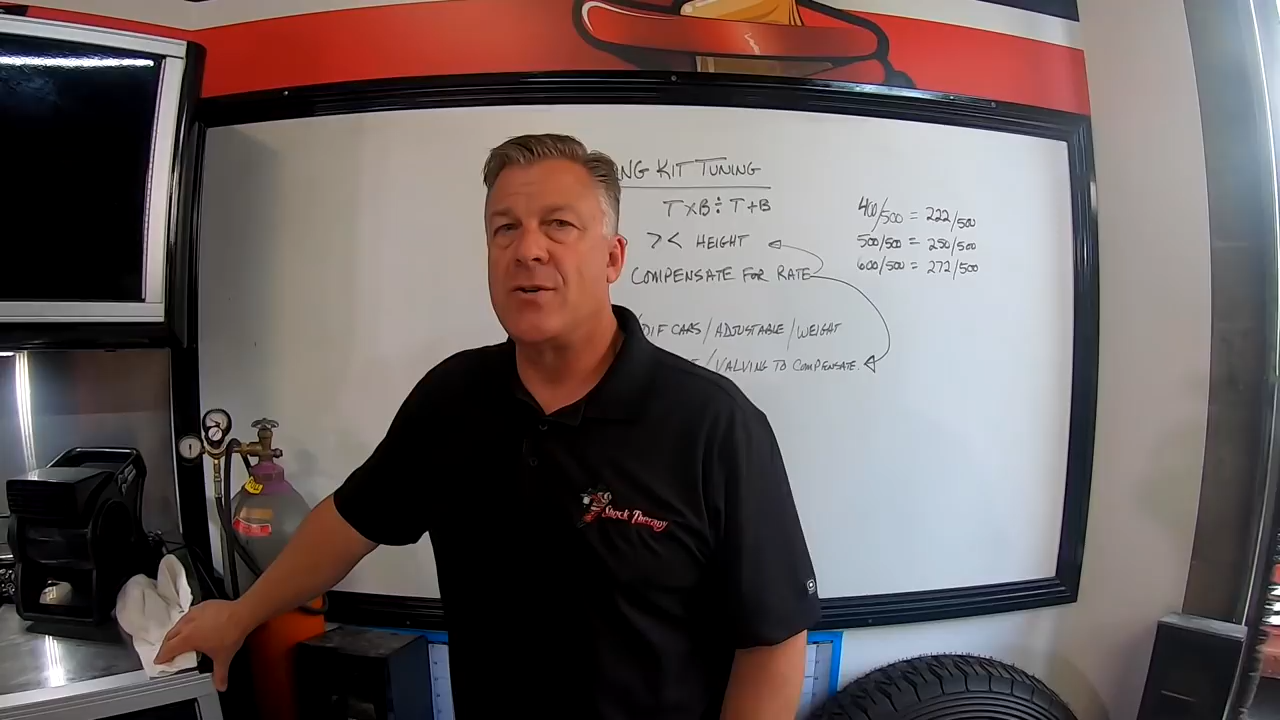 NG KIT TUNING
T×B÷T+B
>< HEIGHT
COMPENSATE FOR RATE
DIF CARS/ADJUSTABLE/WEIGHT
/VALVING TO COMPENSATE.
400/500 = 222/500
500/500 = 250/500
600/500 = 272/500
Shock Therapy